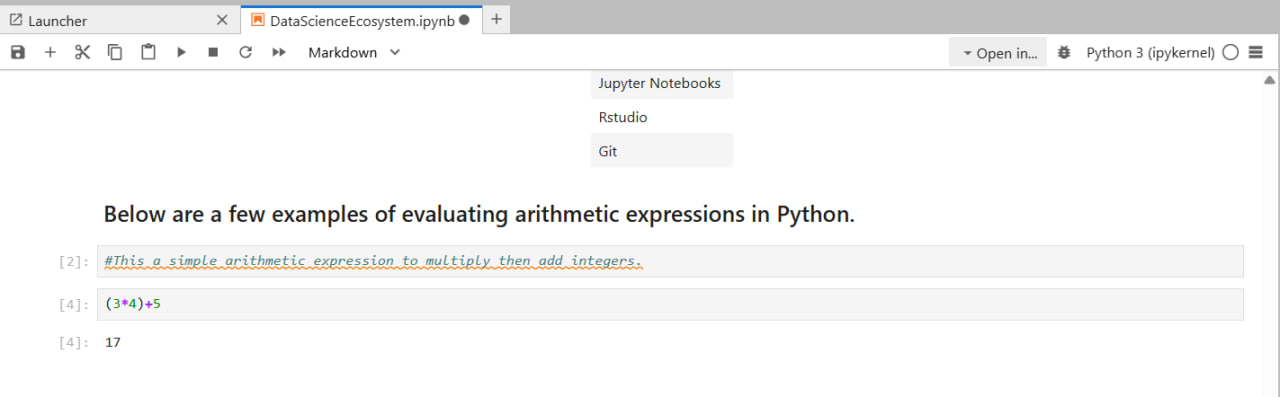 Launcher
DataScienceEcosystem.ipynb
Markdown
Open in...
Python 3 (ipykernel)
Jupyter Notebooks
Rstudio
Git
Below are a few examples of evaluating arithmetic expressions in Python.
[2]: #This a simple arithmetic expression to multiply then add integers.
[4]: (3*4)+5
[4]: 17